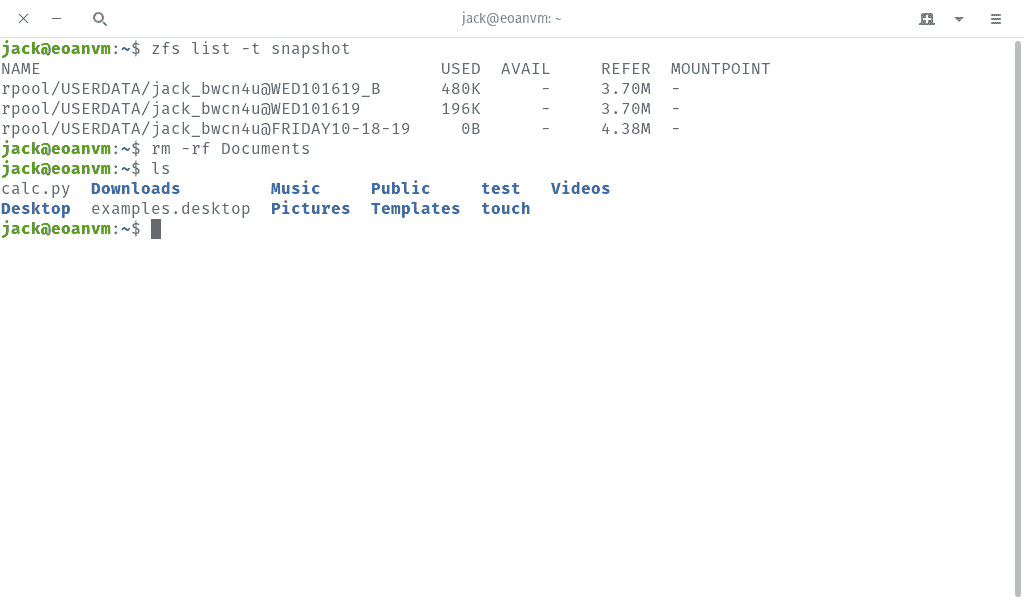 jack@eoanvm: ~
jack@eoanvm:~$ zfs list -t snapshot
NAME                                        USED  AVAIL     REFER  MOUNTPOINT
rpool/USERDATA/jack_bwcn4u@WED101619_B      480K      -     3.70M  -
rpool/USERDATA/jack_bwcn4u@WED101619        196K      -     3.70M  -
rpool/USERDATA/jack_bwcn4u@FRIDAY10-18-19     0B      -     4.38M  -
jack@eoanvm:~$ rm -rf Documents
jack@eoanvm:~$ ls
calc.py  Downloads         Music     Public     test   Videos
Desktop  examples.desktop  Pictures  Templates  touch
jack@eoanvm:~$